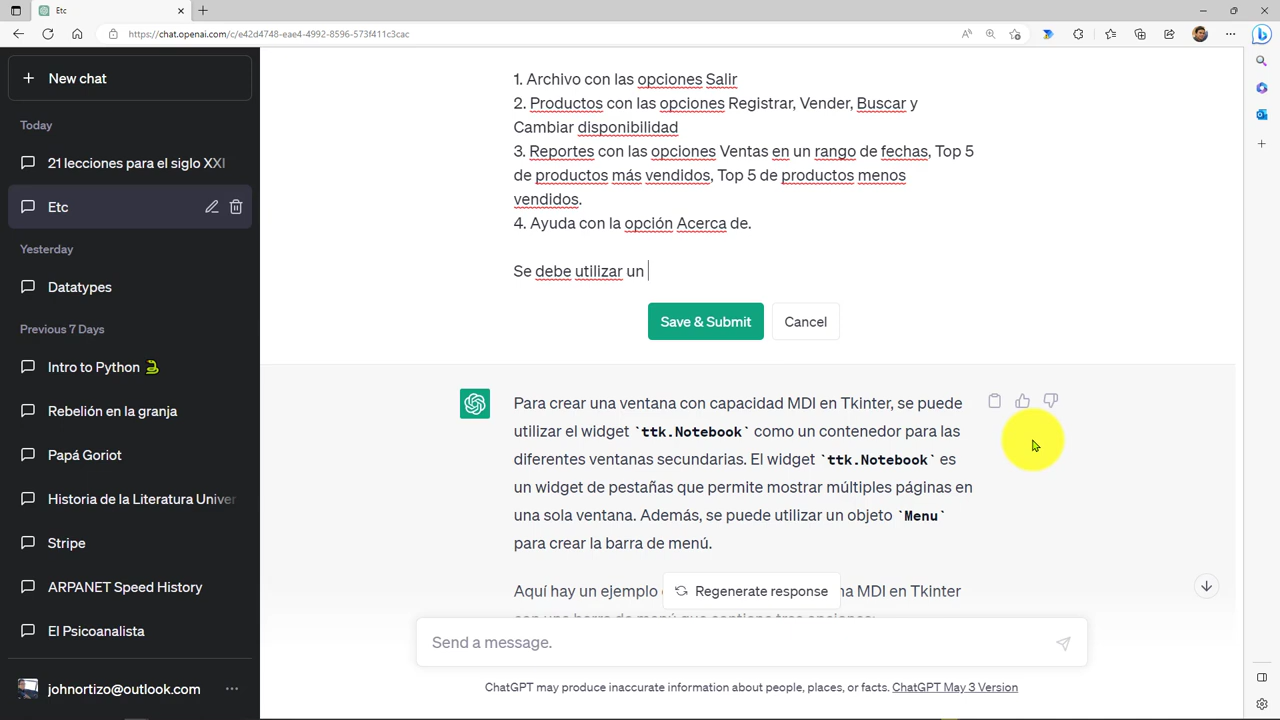 Etc
https://chat.openai.com/c/e42d4748-eae4-4992-8596-573f411c3cac
New chat
Today
21 lecciones para el siglo XXI
Etc
Yesterday
Datatypes
Previous 7 Days
Intro to Python
Rebelión en la granja
Papá Goriot
Historia de la Literatura Univer
Stripe
ARPANET Speed History
El Psicoanalista
johnortizo@outlook.com
1. Archivo con las opciones Salir
2. Productos con las opciones Registrar, Vender, Buscar y
Cambiar disponibilidad
3. Reportes con las opciones Ventas en un rango de fechas, Top 5
de productos más vendidos, Top 5 de productos menos
vendidos.
4. Ayuda con la opción Acerca de.
Se debe utilizar un
Save & Submit
Cancel
Para crear una ventana con capacidad MDI en Tkinter, se puede
utilizar el widget `ttk.Notebook` como un contenedor para las
diferentes ventanas secundarias. El widget `ttk.Notebook` es
un widget de pestañas que permite mostrar múltiples páginas en
una sola ventana. Además, se puede utilizar un objeto `Menu`
para crear la barra de menú.
Aquí hay un ejemplo
MDI en Tkinter
Regenerate response
Send a message.
ChatGPT may produce inaccurate information about people, places, or facts. ChatGPT May 3 Version